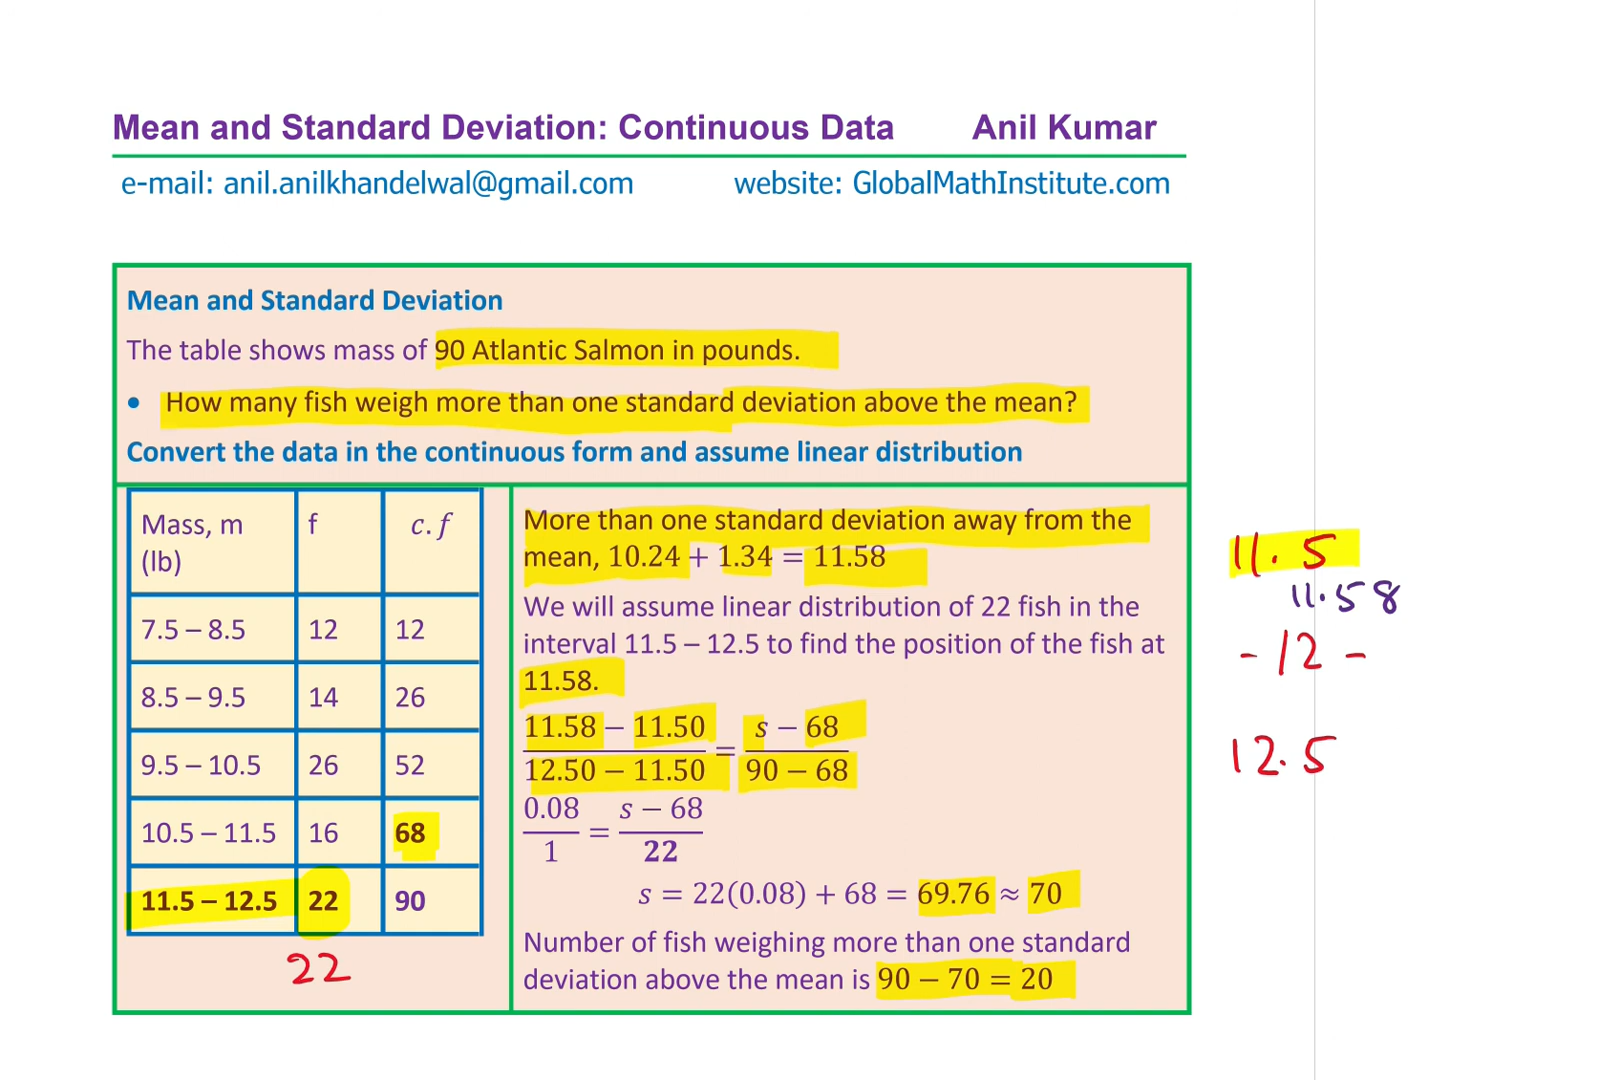 Mean and Standard Deviation: Continuous Data Anil Kumar
e-mail: anil.anilkhandelwal@gmail.com website: GlobalMathInstitute.com
Mean and Standard Deviation
The table shows mass of 90 Atlantic Salmon in pounds.
• How many fish weigh more than one standard deviation above the mean?
Convert the data in the continuous form and assume linear distribution
Mass, m (lb) f c.f
7.5 – 8.5 12 12
8.5 – 9.5 14 26
9.5 – 10.5 26 52
10.5 – 11.5 16 68
11.5 – 12.5 22 90
22
More than one standard deviation away from the
mean, 10.24 + 1.34 = 11.58
We will assume linear distribution of 22 fish in the
interval 11.5 – 12.5 to find the position of the fish at
11.58.
11.58 − 11.50 / 12.50 − 11.50 = s − 68 / 90 − 68
0.08 / 1 = s − 68 / 22
s = 22(0.08) + 68 = 69.76 ≈ 70
Number of fish weighing more than one standard
deviation above the mean is 90 − 70 = 20
11.5
11.58
- 12 -
12.5